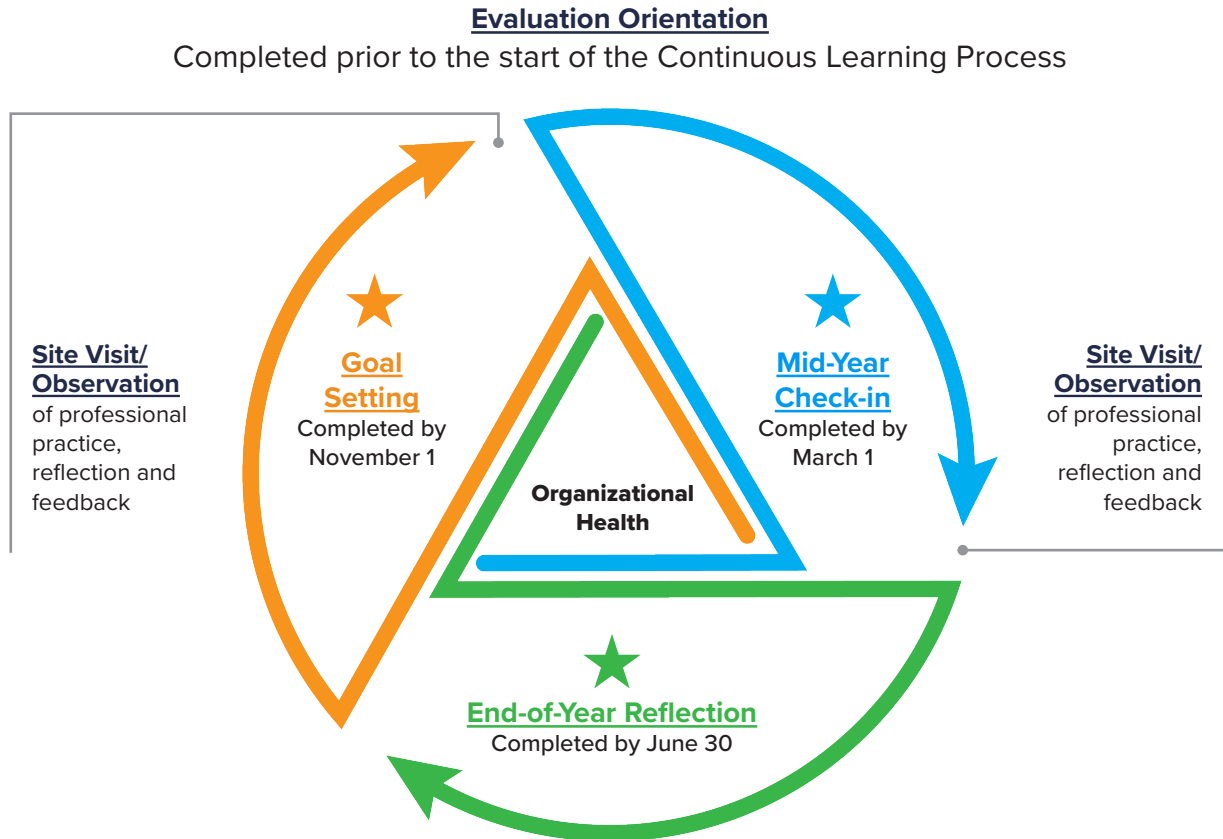 Evaluation Orientation
Completed prior to the start of the Continuous Learning Process
Site Visit/
Observation
of professional
practice,
reflection and
feedback
Goal
Setting
Completed by
November 1
Mid-Year
Check-in
Completed by
March 1
Site Visit/
Observation
of professional
practice,
reflection and
feedback
Organizational
Health
End-of-Year Reflection
Completed by June 30